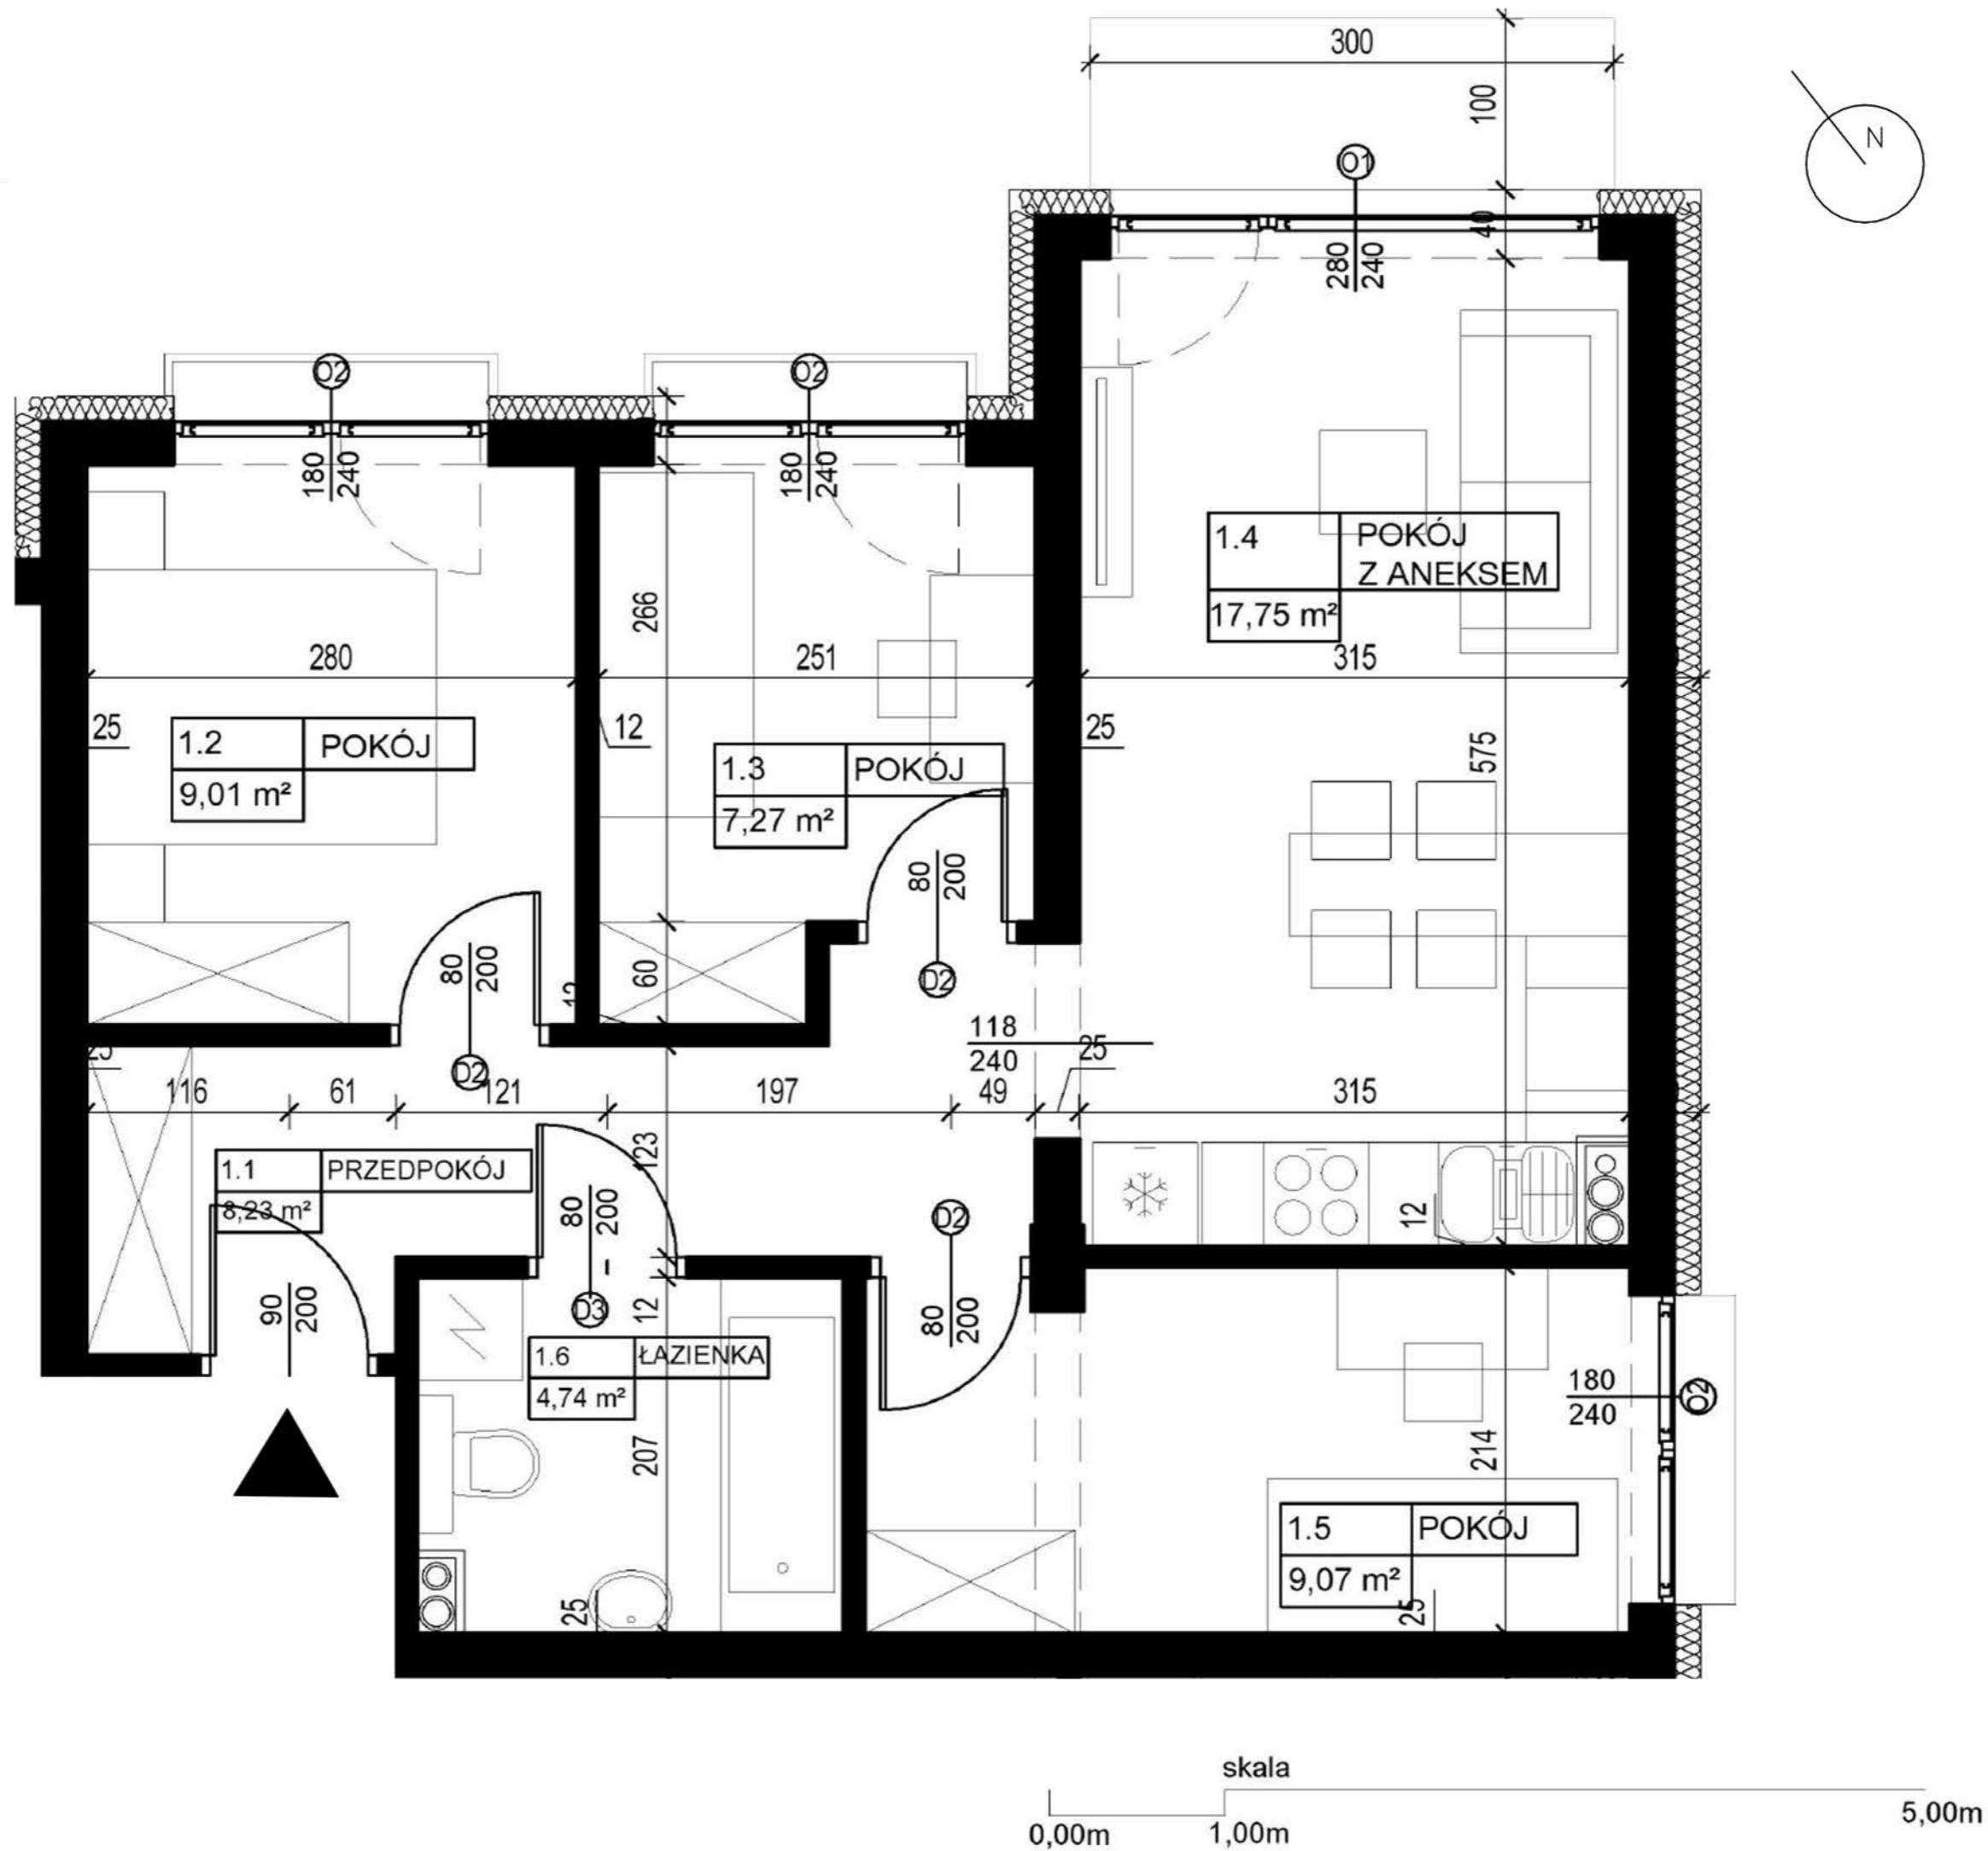 300
100
N
O1
40
280
240
O2
O2
180
240
180
240
1.4
POKÓJ
Z ANEKSEM
17,75 m²
266
280
251
315
25
12
25
575
1.2
POKÓJ
9,01 m²
1.3
POKÓJ
7,27 m²
80
200
80
200
60
12
D2
118
240
25
25
D2
116
61
121
197
49
315
123
1.1
PRZEDPOKÓJ
8,23 m²
80
200
D2
12
90
200
D3
12
80
200
1.6
ŁAZIENKA
4,74 m²
180
240
O2
207
214
1.5
POKÓJ
9,07 m²
25
25
skala
0,00m
1,00m
5,00m